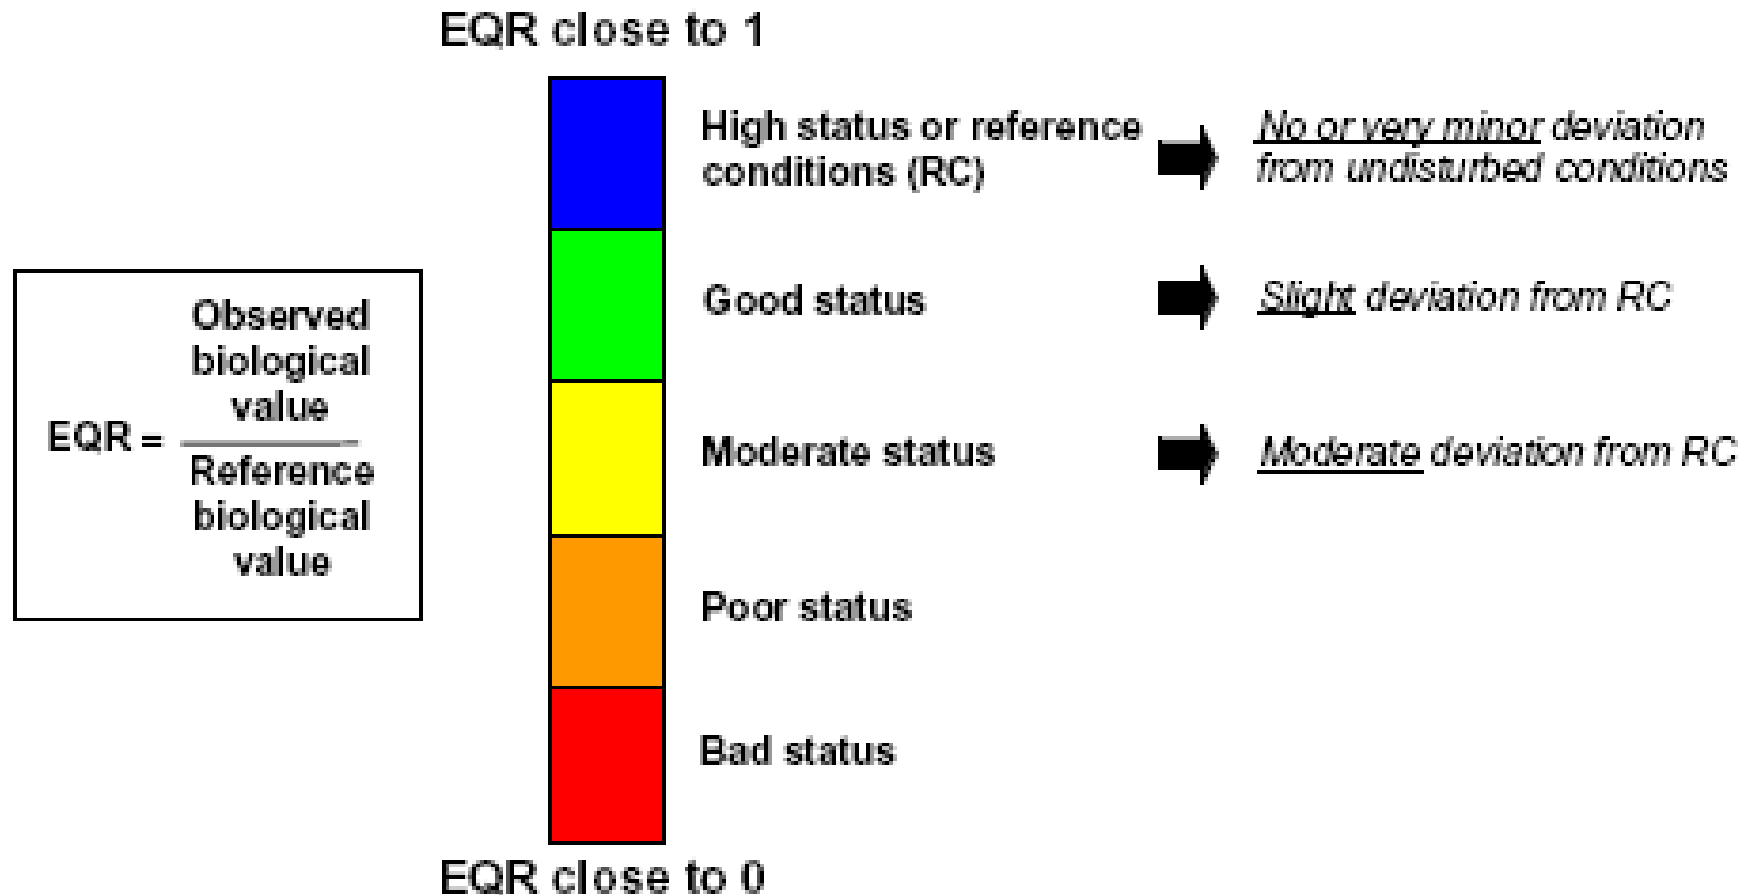 EQR close to 1
High status or reference
conditions (RC)
No or very minor deviation
from undisturbed conditions
Good status
Slight deviation from RC
Moderate status
Moderate deviation from RC
Poor status
Bad status
EQR close to 0
Observed
biological
value
EQR =
Reference
biological
value